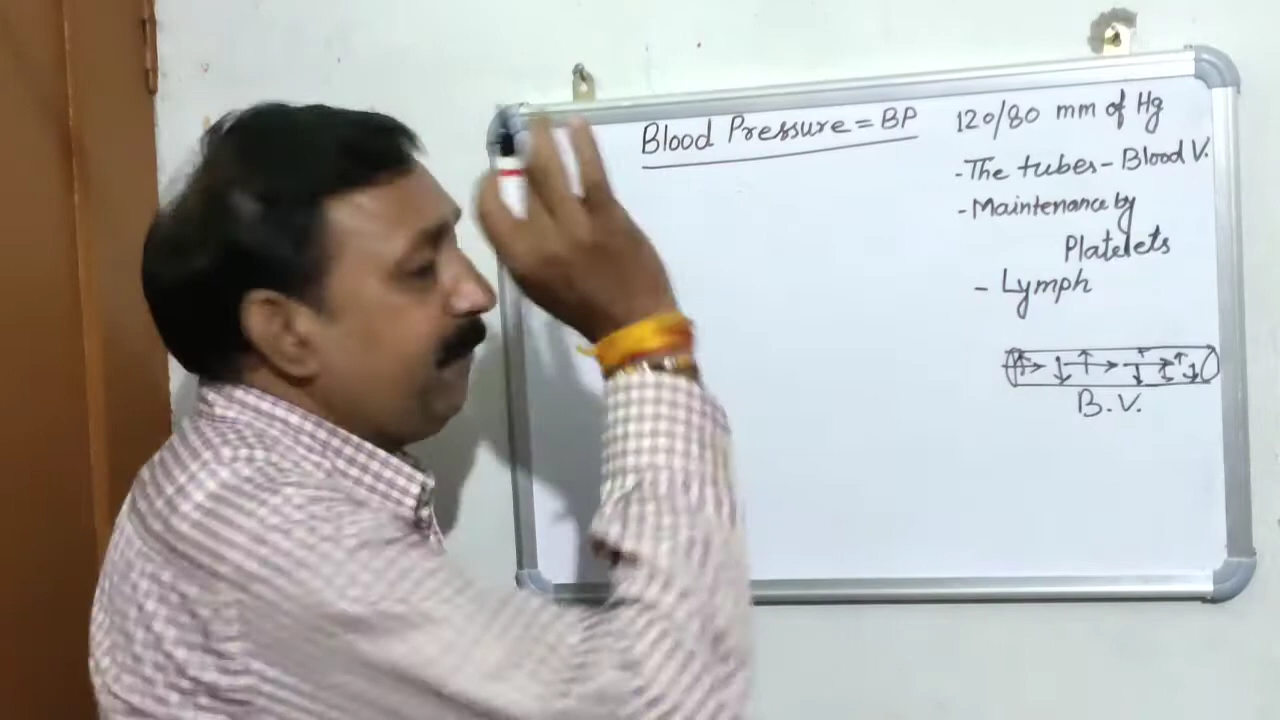 Blood Pressure = BP
120/80 mm of Hg
- The tubes - Blood V.
- Maintenance by
Platelets
- Lymph
B.V.